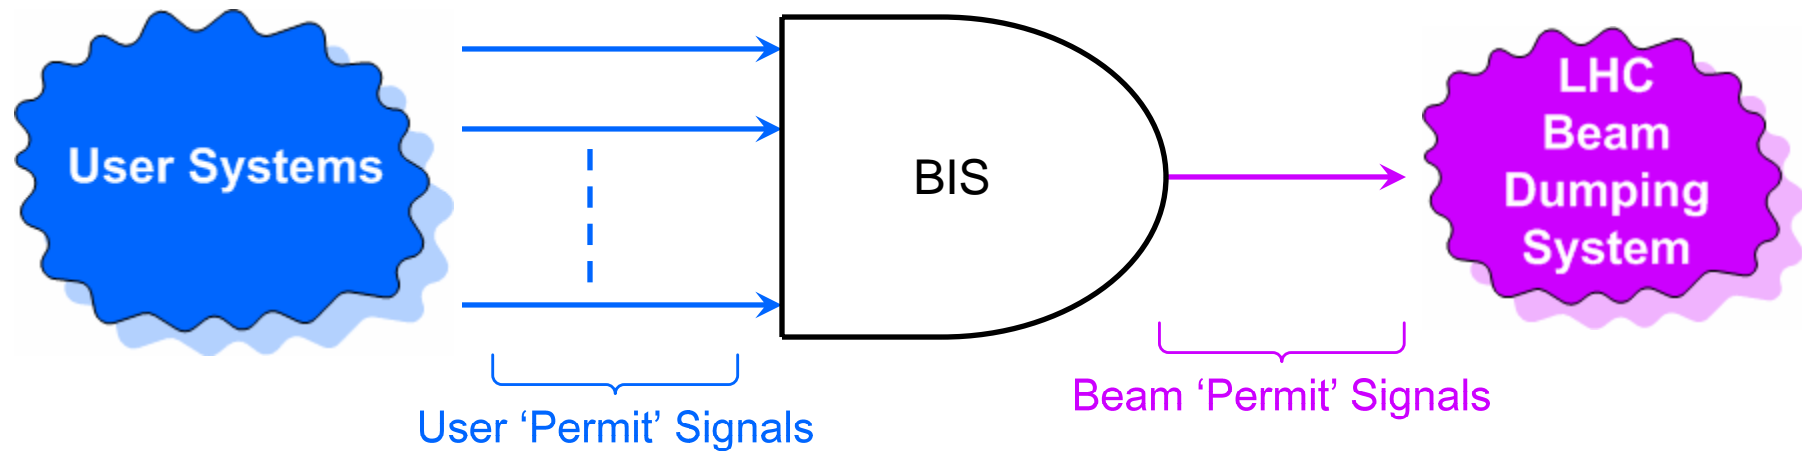 User Systems
BIS
LHC
Beam
Dumping
System
User ‘Permit’ Signals
Beam ‘Permit’ Signals